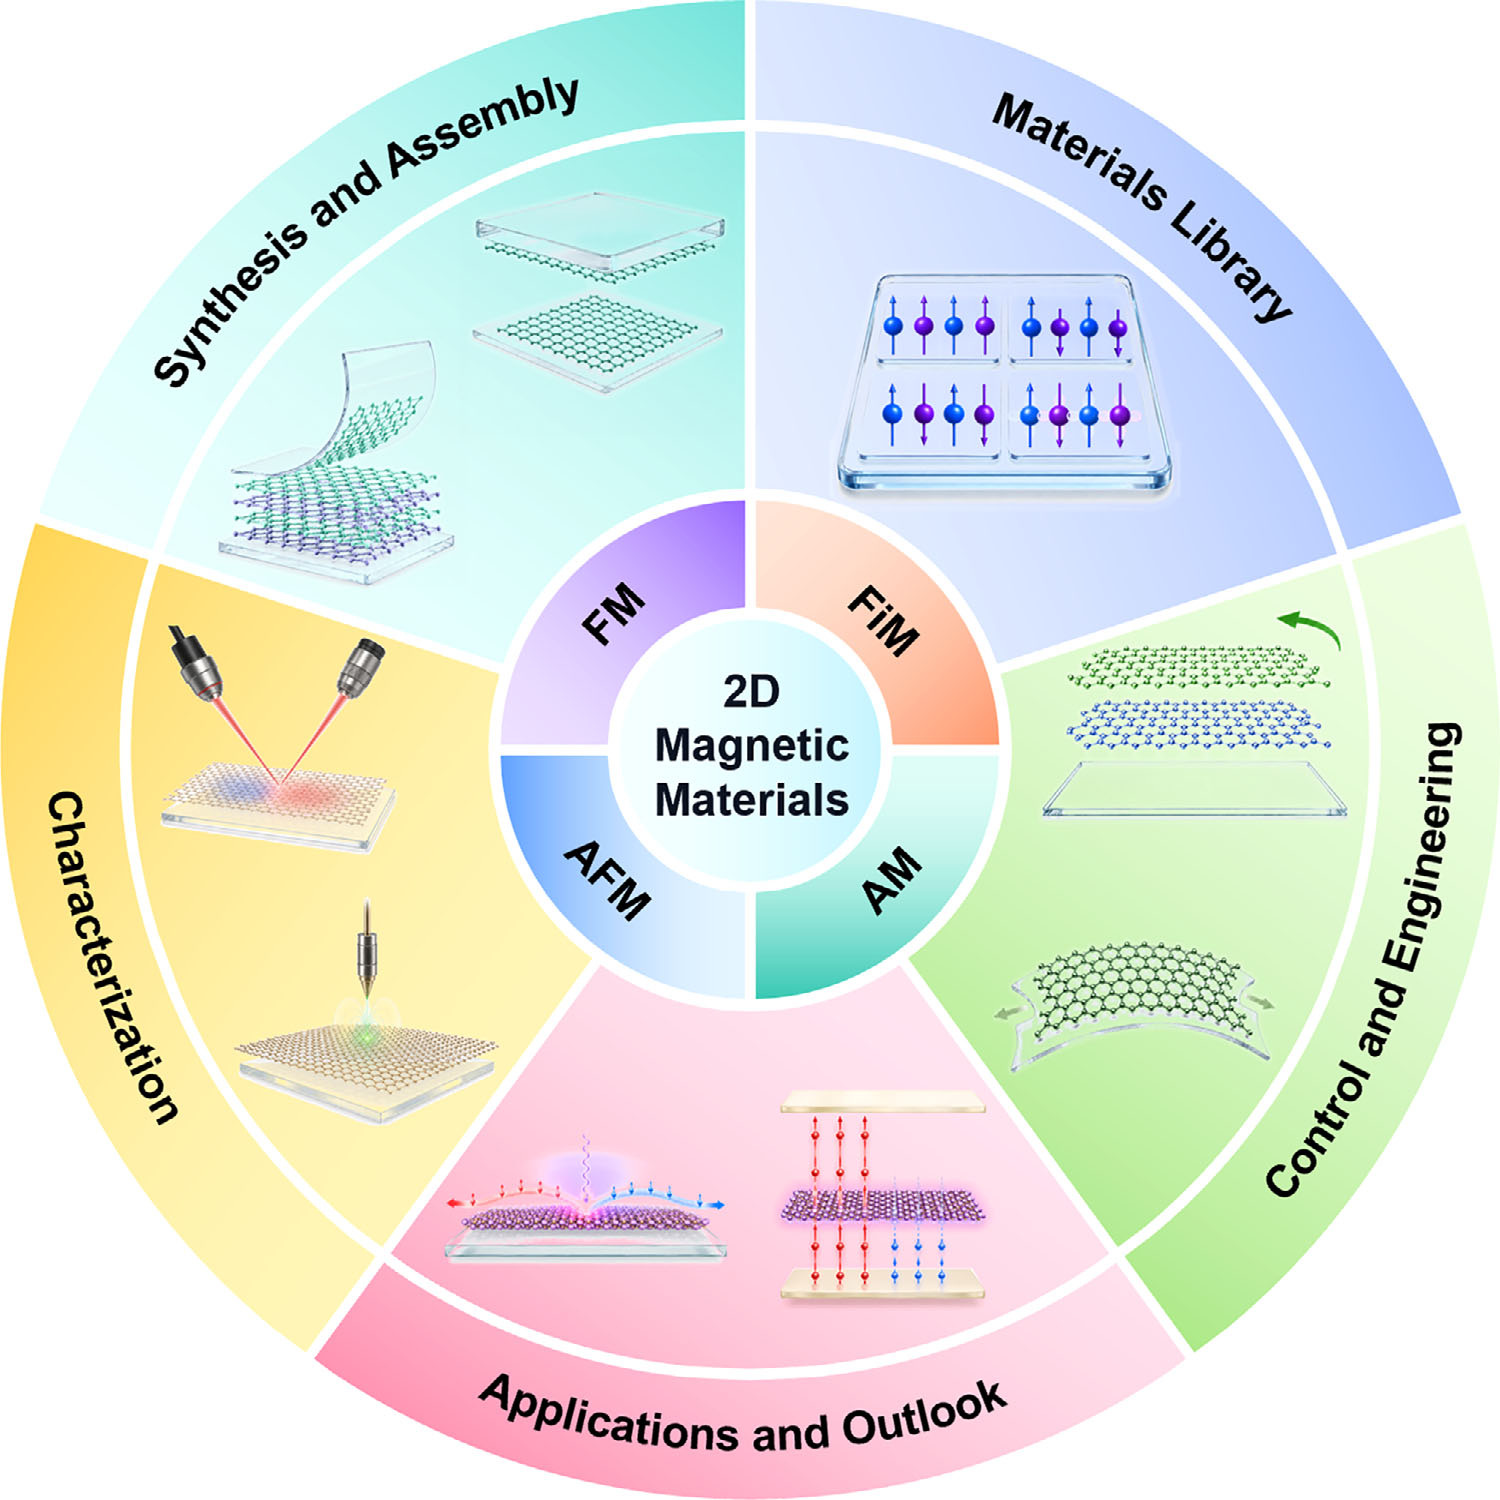 Synthesis and Assembly
Materials Library
FM
FiM
2D
Magnetic
Materials
AFM
AM
Characterization
Control and Engineering
Applications and Outlook